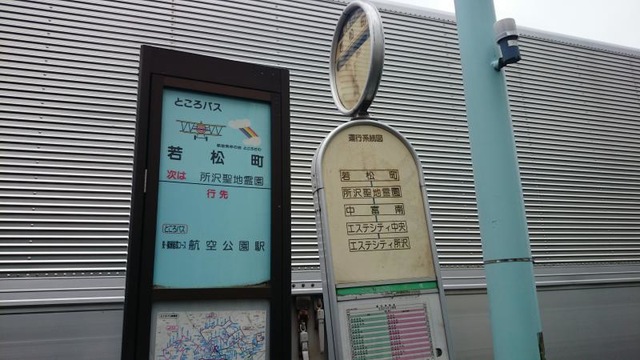 ところバス
若松町
次は 所沢聖地霊園
行先
ところバス
航空公園駅
運行系統図
若松町
所沢聖地霊園
中富南
エステシティ中央
エステシティ所沢